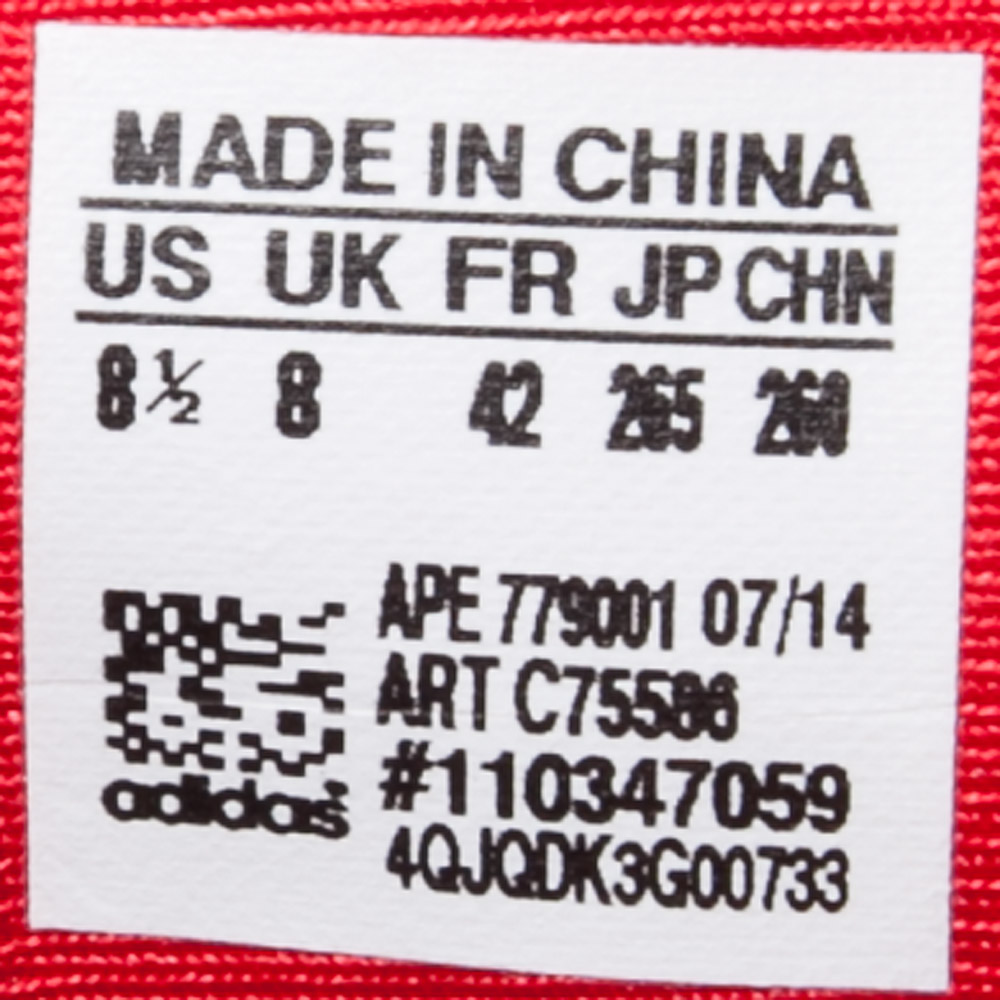 MADE IN CHINA
US UK FR JP CHN
8½ 8 42 265 260
APE 779001 07/14
ART C75586
#110347059
4QJQDK3G00733
adidas